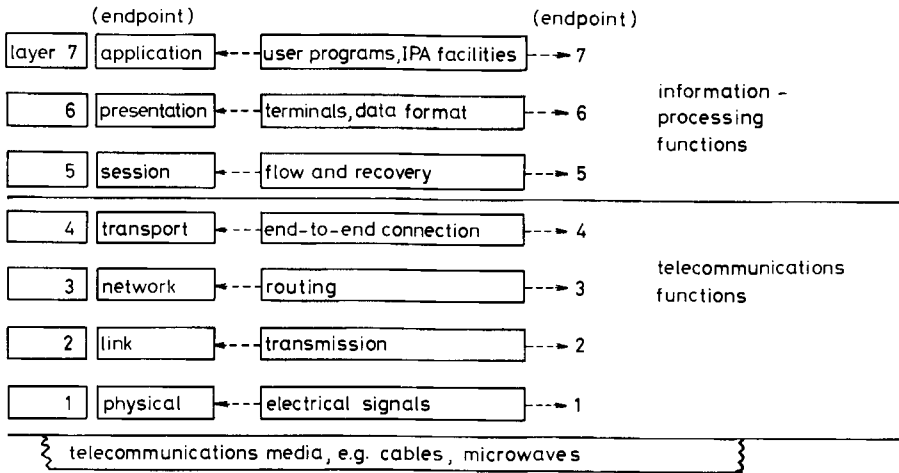 (endpoint) (endpoint)
layer 7 application user programs, IPA facilities 7
6 presentation terminals, data format 6
information -
processing
functions
5 session flow and recovery 5
4 transport end-to-end connection 4
telecommunications
functions
3 network routing 3
2 link transmission 2
1 physical electrical signals 1
telecommunications media, e.g. cables, microwaves